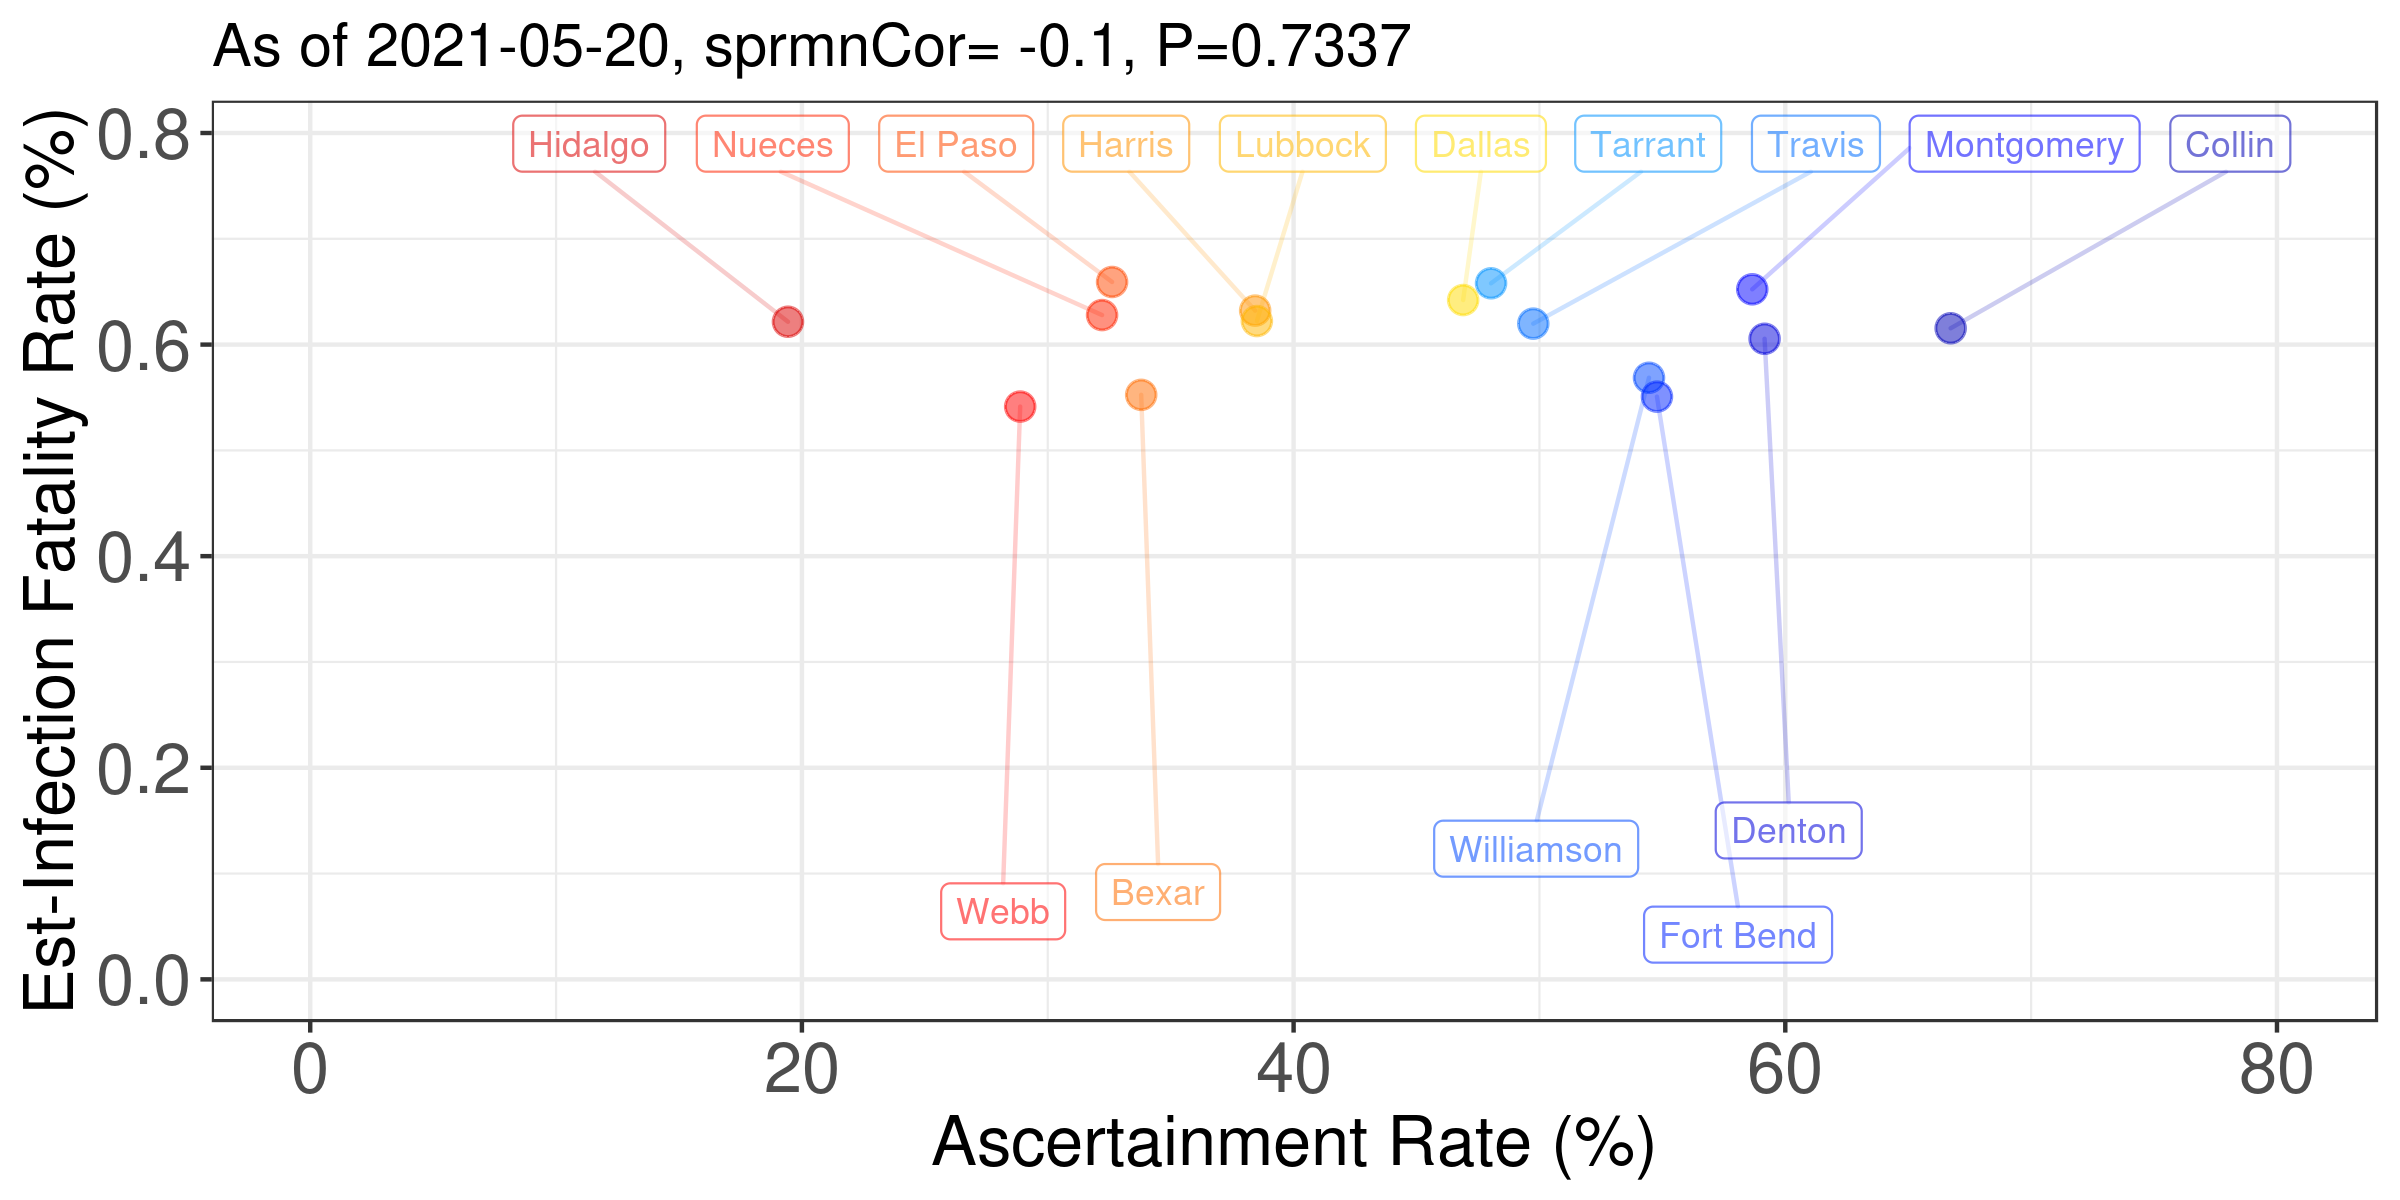 As of 2021-05-20, sprmnCor= -0.1, P=0.7337
Est-Infection Fatality Rate (%)
0.8
0.6
0.4
0.2
0.0
Hidalgo
Nueces
El Paso
Harris
Lubbock
Dallas
Tarrant
Travis
Montgomery
Collin
Williamson
Denton
Webb
Bexar
Fort Bend
0
20
40
60
80
Ascertainment Rate (%)